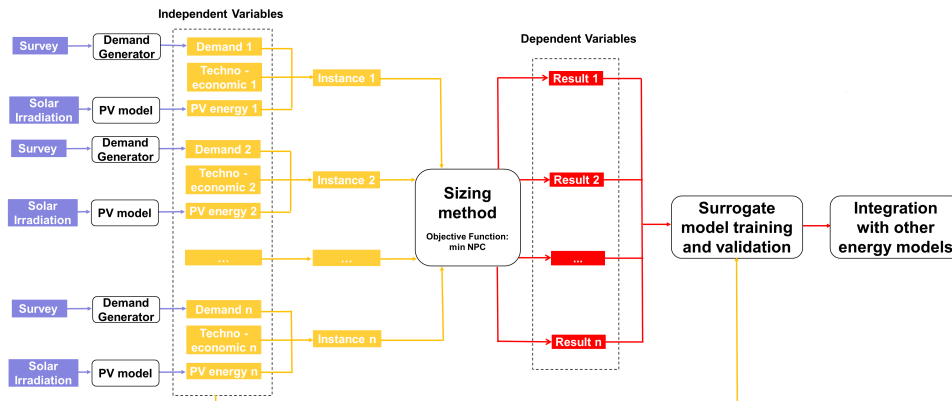 Independent Variables
Survey
Demand
Generator
Demand 1
Techno -
economic 1
Instance 1
Solar
Irradiation
PV model
PV energy 1
Survey
Demand
Generator
Demand 2
Techno -
economic 2
Instance 2
Solar
Irradiation
PV model
PV energy 2
...
...
Survey
Demand
Generator
Demand n
Techno -
economic n
Instance n
Solar
Irradiation
PV model
PV energy n
Sizing
method
Objective Function:
min NPC
Dependent Variables
Result 1
Result 2
...
Result n
Surrogate
model training
and validation
Integration
with other
energy models